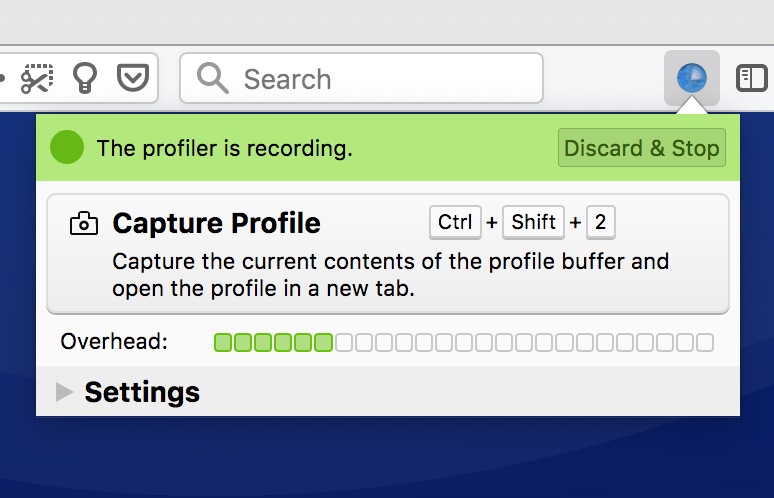 Search
The profiler is recording. Discard & Stop
Capture Profile Ctrl + Shift + 2
Capture the current contents of the profile buffer and
open the profile in a new tab.
Overhead:
Settings